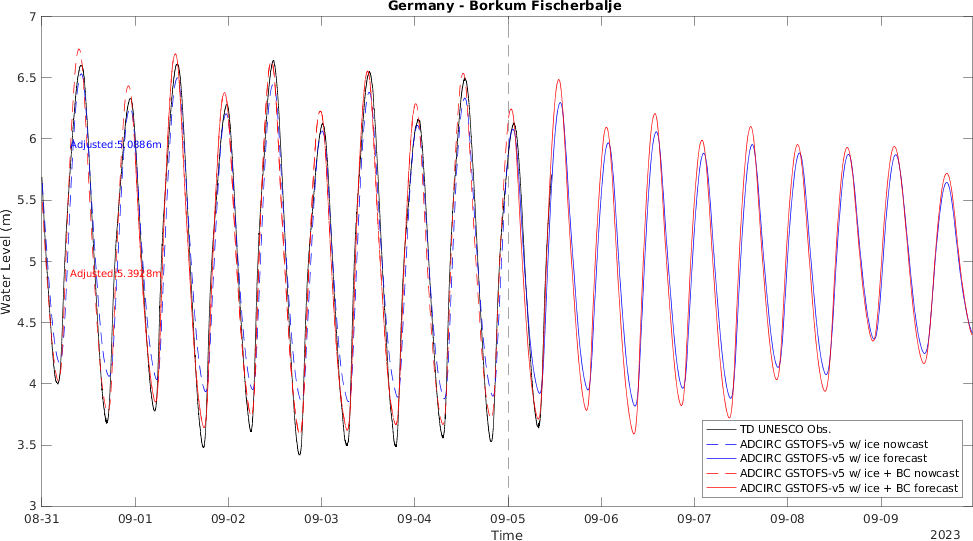 Germany - Borkum Fischerbalje
7
6.5
6
5.5
5
4.5
4
3.5
3
Water Level (m)
Adjusted:5.0886m
Adjusted:5.3928m
TD UNESCO Obs.
ADCIRC GSTOFS-v5 w/ ice nowcast
ADCIRC GSTOFS-v5 w/ ice forecast
ADCIRC GSTOFS-v5 w/ ice + BC nowcast
ADCIRC GSTOFS-v5 w/ ice + BC forecast
08-31 09-01 09-02 09-03 09-04 09-05 09-06 09-07 09-08 09-09
Time
2023